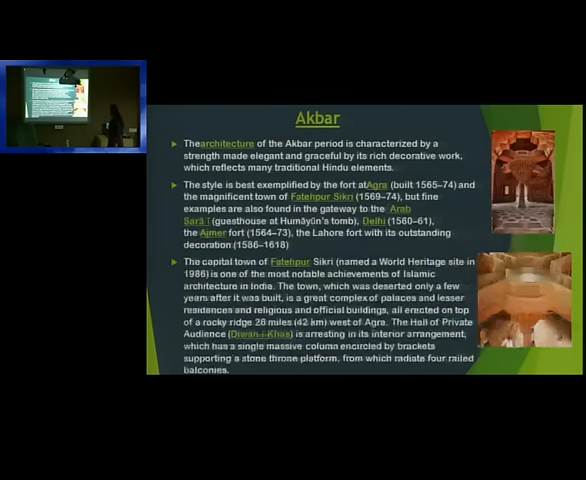 Akbar
Thearchitecture of the Akbar period is characterized by a
strength made elegant and graceful by its rich decorative work,
which reflects many traditional Hindu elements.
The style is best exemplified by the fort atAgra (built 1565–74) and
the magnificent town of Fatehpur Sikri (1569–74), but fine
examples are also found in the gateway to the Arab
Sarāʾī (guesthouse at Humāyūn's tomb), Delhi (1560–61),
the Ajmer fort (1564–73), the Lahore fort with its outstanding
decoration (1586–1618)
The capital town of Fatehpur Sikri (named a World Heritage site in
1986) is one of the most notable achievements of Islamic
architecture in India. The town, which was deserted only a few
years after it was built, is a great complex of palaces and lesser
residences and religious and official buildings, all erected on top
of a rocky ridge 26 miles (42 km) west of Agra. The Hall of Private
Audience (Diwan-i-Khas) is arresting in its interior arrangement,
which has a single massive column encircled by brackets
supporting a stone throne platform, from which radiate four railed
balconies.